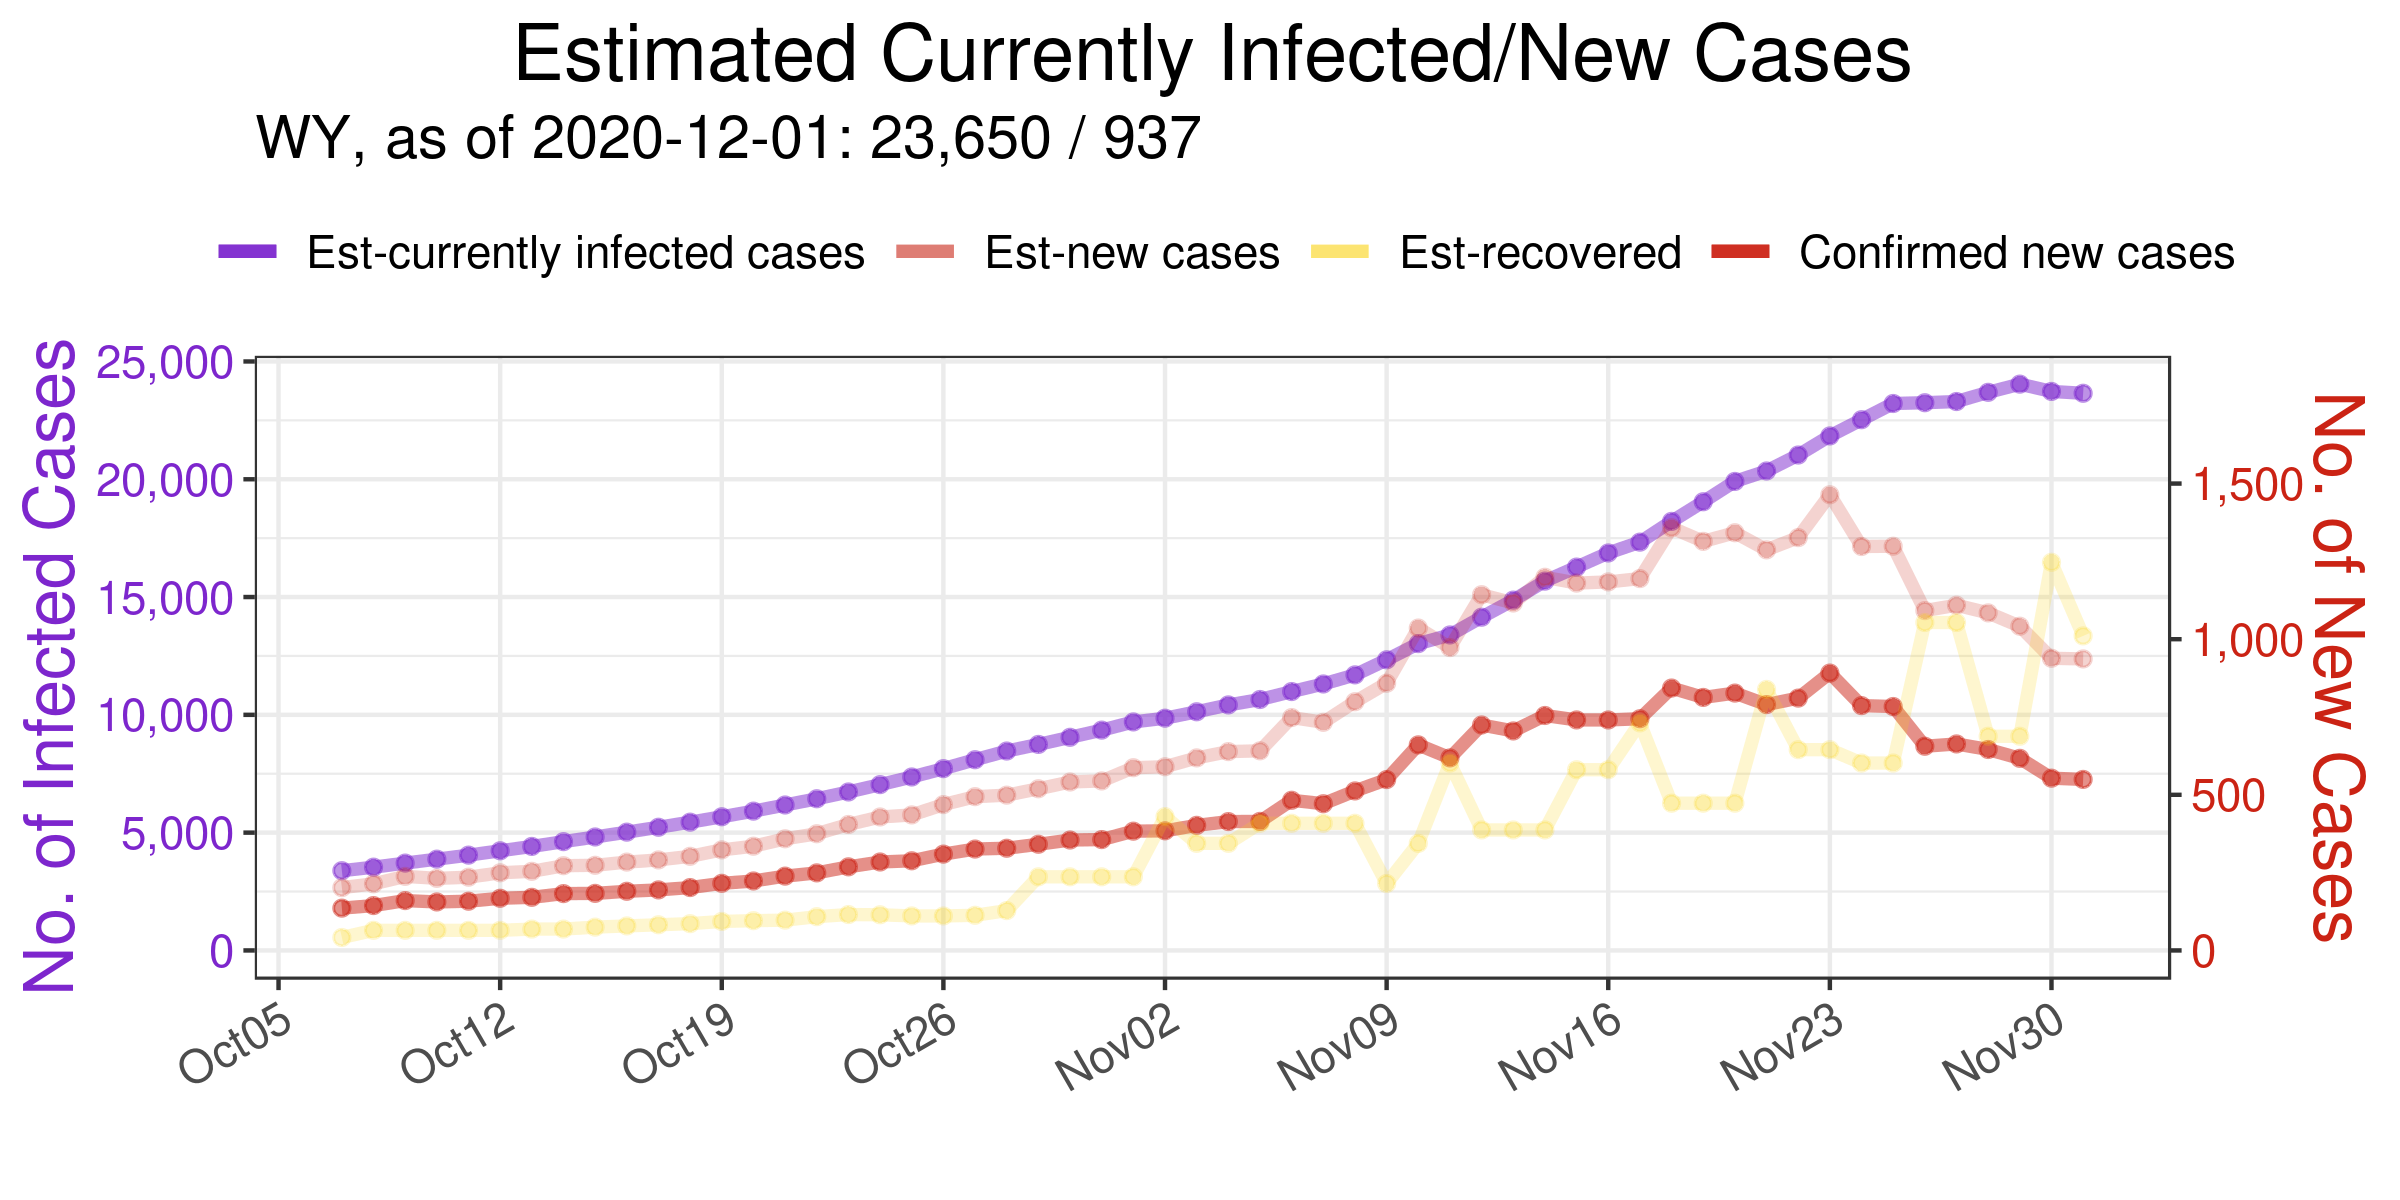 Estimated Currently Infected/New Cases
WY, as of 2020-12-01: 23,650 / 937
Est-currently infected cases Est-new cases Est-recovered Confirmed new cases
No. of Infected Cases
25,000
20,000
15,000
10,000
5,000
0
1,500
1,000
500
0
No. of New Cases
Oct05 Oct12 Oct19 Oct26 Nov02 Nov09 Nov16 Nov23 Nov30